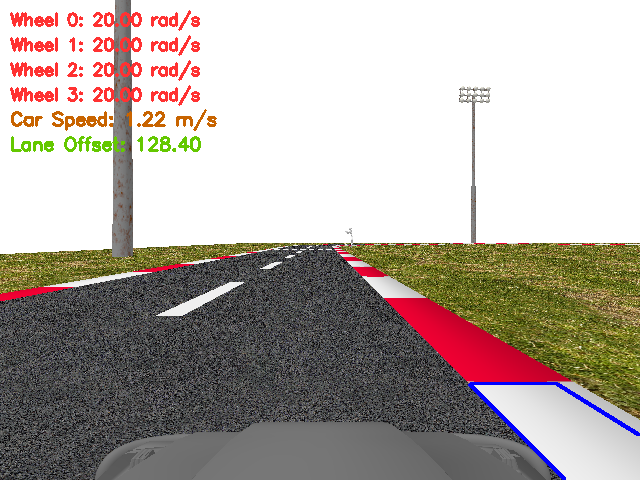 Wheel 0: 20.00 rad/s
Wheel 1: 20.00 rad/s
Wheel 2: 20.00 rad/s
Wheel 3: 20.00 rad/s
Car Speed: 1.22 m/s
Lane Offset: 128.40